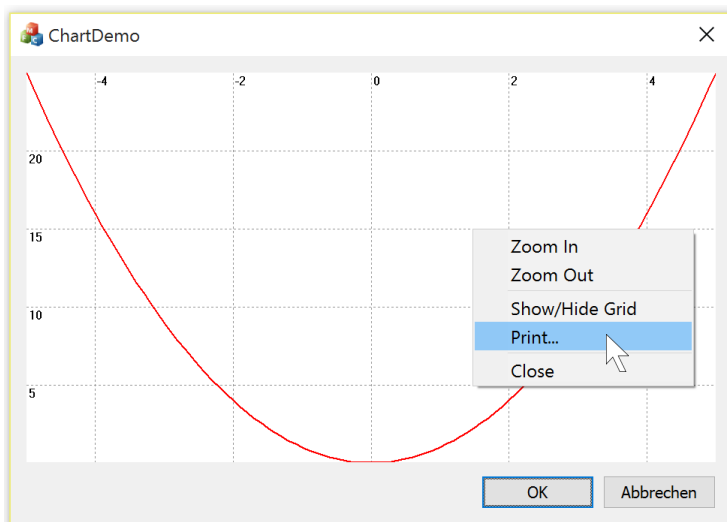 ChartDemo
-4 -2 0 2 4
20
15
10
5
Zoom In
Zoom Out
Show/Hide Grid
Print...
Close
OK Abbrechen